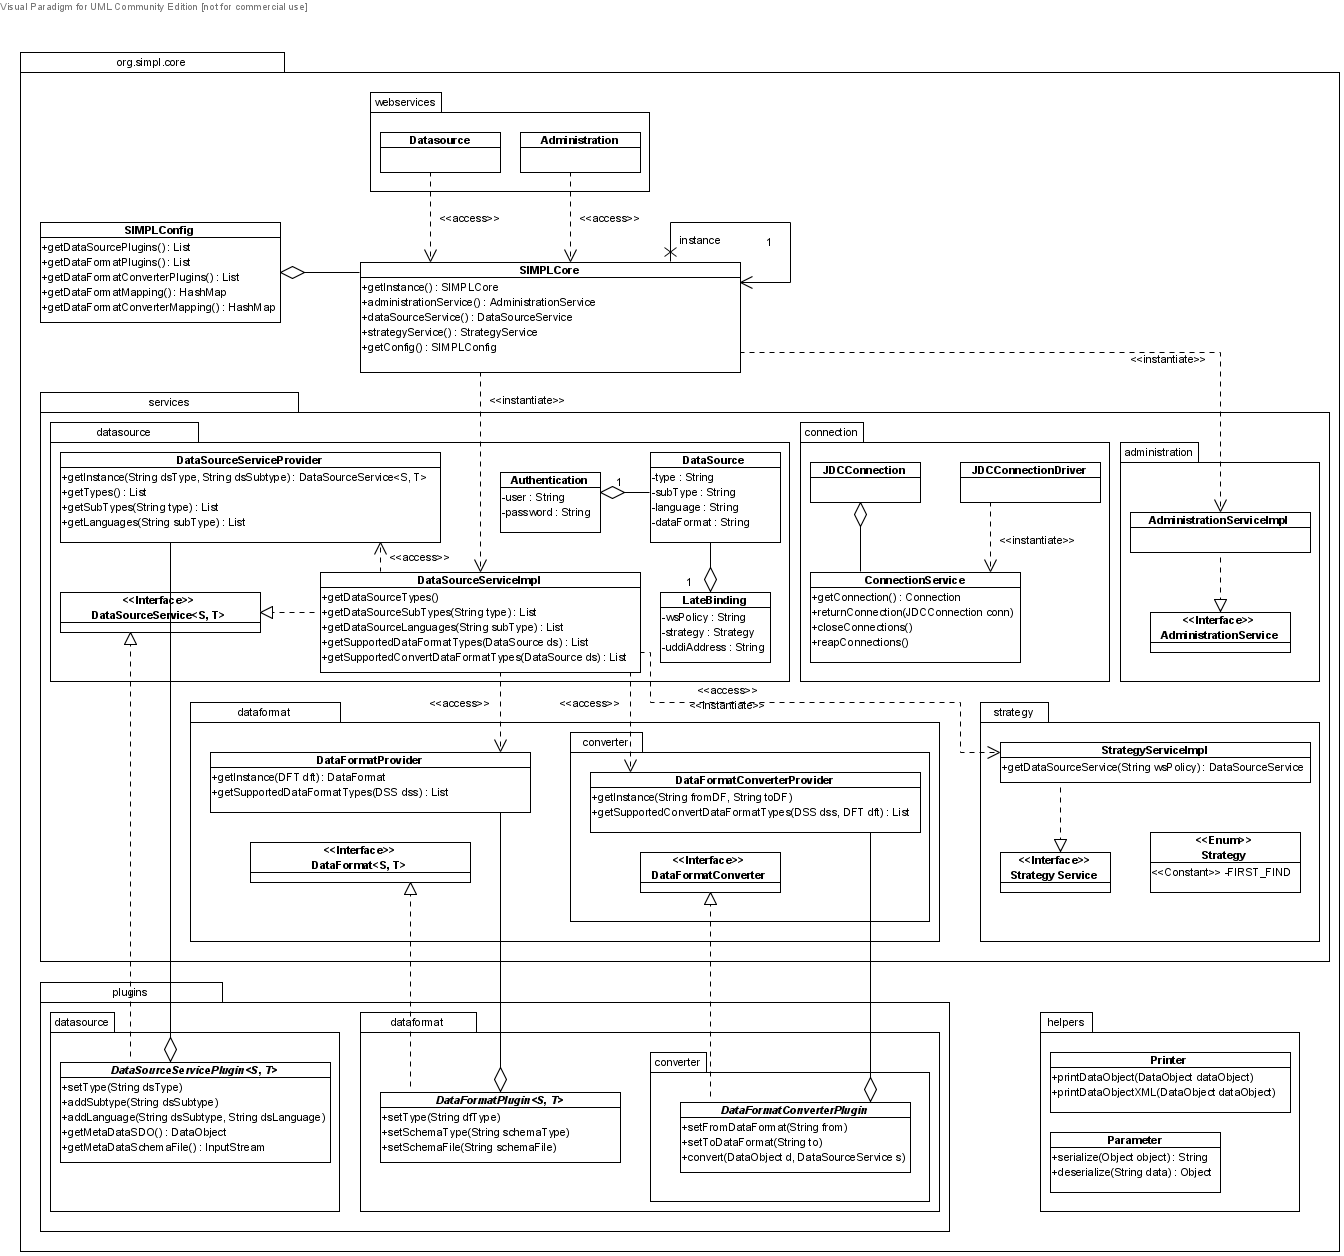 Visual Paradigm for UML Community Edition [not for commercial use]
org.simpl.core
webservices
Datasource
Administration
<<access>>
<<access>>
SIMPLConfig
+getDataSourcePlugins() : List
+getDataFormatPlugins() : List
+getDataFormatConverterPlugins() : List
+getDataFormatMapping() : HashMap
+getDataFormatConverterMapping() : HashMap
instance
1
SIMPLCore
+getInstance() : SIMPLCore
+administrationService() : AdministrationService
+dataSourceService() : DataSourceService
+strategyService() : StrategyService
+getConfig() : SIMPLConfig
<<instantiate>>
<<instantiate>>
services
datasource
DataSourceServiceProvider
+getInstance(String dsType, String dsSubtype) : DataSourceService<S, T>
+getTypes() : List
+getSubTypes(String type) : List
+getLanguages(String subType) : List
Authentication
-user : String
-password : String
1
DataSource
-type : String
-subType : String
-language : String
-dataFormat : String
<<access>>
<<Interface>>
DataSourceService<S, T>
DataSourceServiceImpl
+getDataSourceTypes()
+getDataSourceSubTypes(String type) : List
+getDataSourceLanguages(String subType) : List
+getSupportedDataFormatTypes(DataSource ds) : List
+getSupportedConvertDataFormatTypes(DataSource ds) : List
1
LateBinding
-wsPolicy : String
-strategy : Strategy
-uddiAddress : String
connection
JDCConnection
JDCConnectionDriver
<<instantiate>>
ConnectionService
+getConnection() : Connection
+returnConnection(JDCConnection conn)
+closeConnections()
+reapConnections()
administration
AdministrationServiceImpl
<<Interface>>
AdministrationService
<<access>>
<<access>>
<<access>>
<<instantiate>>
dataformat
DataFormatProvider
+getInstance(DFT dft) : DataFormat
+getSupportedDataFormatTypes(DSS dss) : List
<<Interface>>
DataFormat<S, T>
converter
DataFormatConverterProvider
+getInstance(String fromDF, String toDF)
+getSupportedConvertDataFormatTypes(DSS dss, DFT dft) : List
<<Interface>>
DataFormatConverter
strategy
StrategyServiceImpl
+getDataSourceService(String wsPolicy) : DataSourceService
<<Interface>>
Strategy Service
<<Enum>>
Strategy
<<Constant>> -FIRST_FIND
plugins
datasource
DataSourceServicePlugin<S, T>
+setType(String dsType)
+addSubtype(String dsSubtype)
+addLanguage(String dsSubtype, String dsLanguage)
+getMetaDataSDO() : DataObject
+getMetaDataSchemaFile() : InputStream
dataformat
DataFormatPlugin<S, T>
+setType(String dfType)
+setSchemaType(String schemaType)
+setSchemaFile(String schemaFile)
converter
DataFormatConverterPlugin
+setFromDataFormat(String from)
+setToDataFormat(String to)
+convert(DataObject d, DataSourceService s)
helpers
Printer
+printDataObject(DataObject dataObject)
+printDataObjectXML(DataObject dataObject)
Parameter
+serialize(Object object) : String
+deserialize(String data) : Object